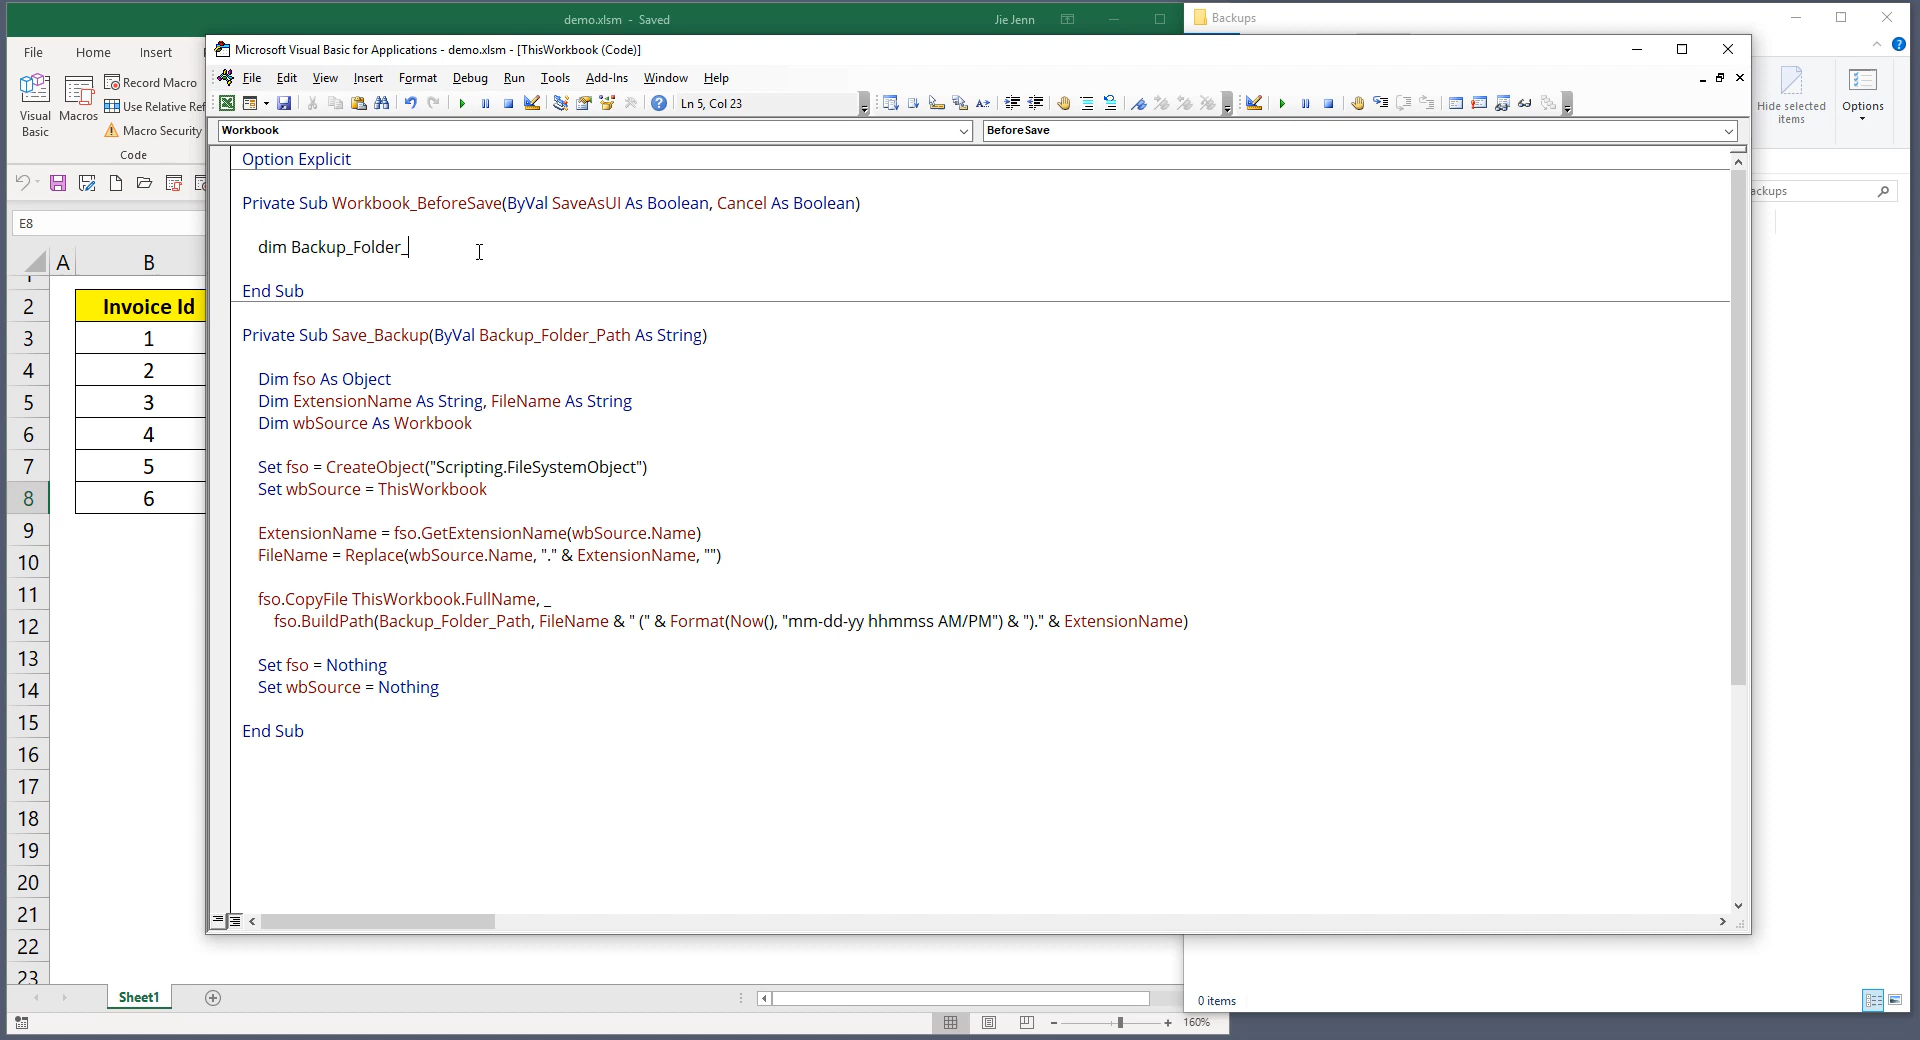 demo.xlsm - Saved
Jie Jenn
Backups
File Home Insert
Record Macro
Use Relative Ref
Macro Security
Visual Basic
Macros
Code
E8
A B
1
2 Invoice Id
3 1
4 2
5 3
6 4
7 5
8 6
9
10
11
12
13
14
15
16
17
18
19
20
21
22
23
Sheet1
160%
Microsoft Visual Basic for Applications - demo.xlsm - [ThisWorkbook (Code)]
File Edit View Insert Format Debug Run Tools Add-Ins Window Help
Ln 5, Col 23
Workbook
BeforeSave
Option Explicit
Private Sub Workbook_BeforeSave(ByVal SaveAsUI As Boolean, Cancel As Boolean)
dim Backup_Folder_
End Sub
Private Sub Save_Backup(ByVal Backup_Folder_Path As String)
Dim fso As Object
Dim ExtensionName As String, FileName As String
Dim wbSource As Workbook
Set fso = CreateObject("Scripting.FileSystemObject")
Set wbSource = ThisWorkbook
ExtensionName = fso.GetExtensionName(wbSource.Name)
FileName = Replace(wbSource.Name, "." & ExtensionName, "")
fso.CopyFile ThisWorkbook.FullName, _
fso.BuildPath(Backup_Folder_Path, FileName & " (" & Format(Now(), "mm-dd-yy hhmmss AM/PM") & ")." & ExtensionName)
Set fso = Nothing
Set wbSource = Nothing
End Sub
Hide selected items
Options
ackups
0 items